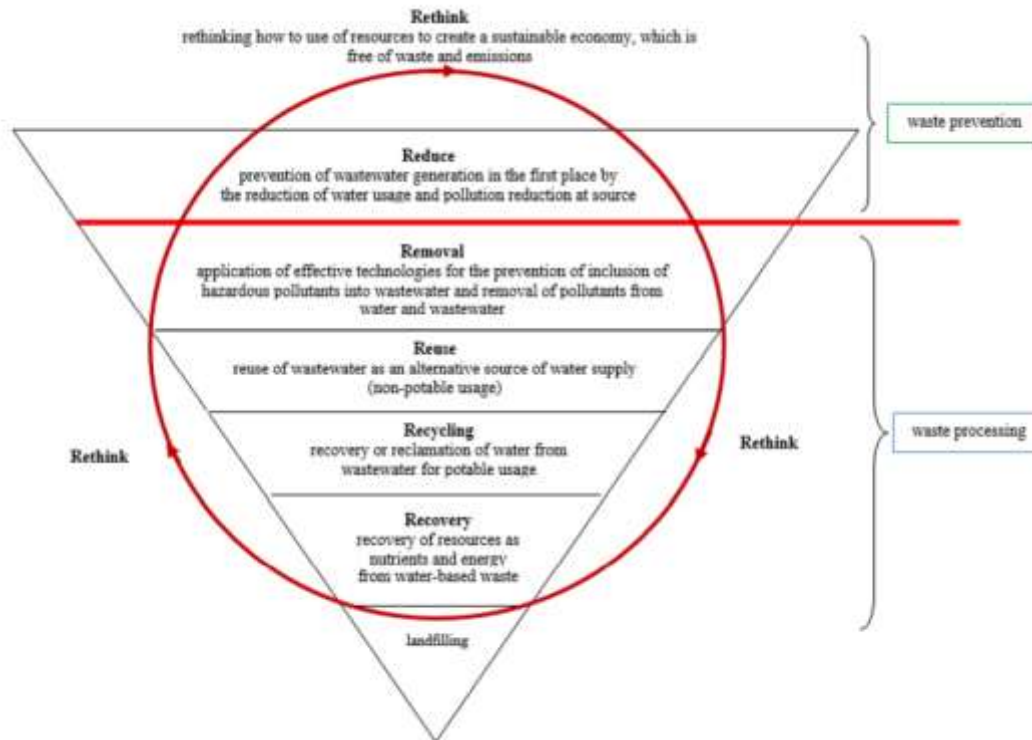 Rethink
rethinking how to use of resources to create a sustainable economy, which is
free of waste and emissions
waste prevention
Reduce
prevention of wastewater generation in the first place by
the reduction of water usage and pollution reduction at source
Removal
application of effective technologies for the prevention of inclusion of
hazardous pollutants into wastewater and removal of pollutants from
water and wastewater
Reuse
reuse of wastewater as an alternative source of water supply
(non-potable usage)
waste processing
Recycling
recovery or reclamation of water from
wastewater for potable usage
Rethink
Rethink
Recovery
recovery of resources as
nutrients and energy
from water-based waste
landfilling